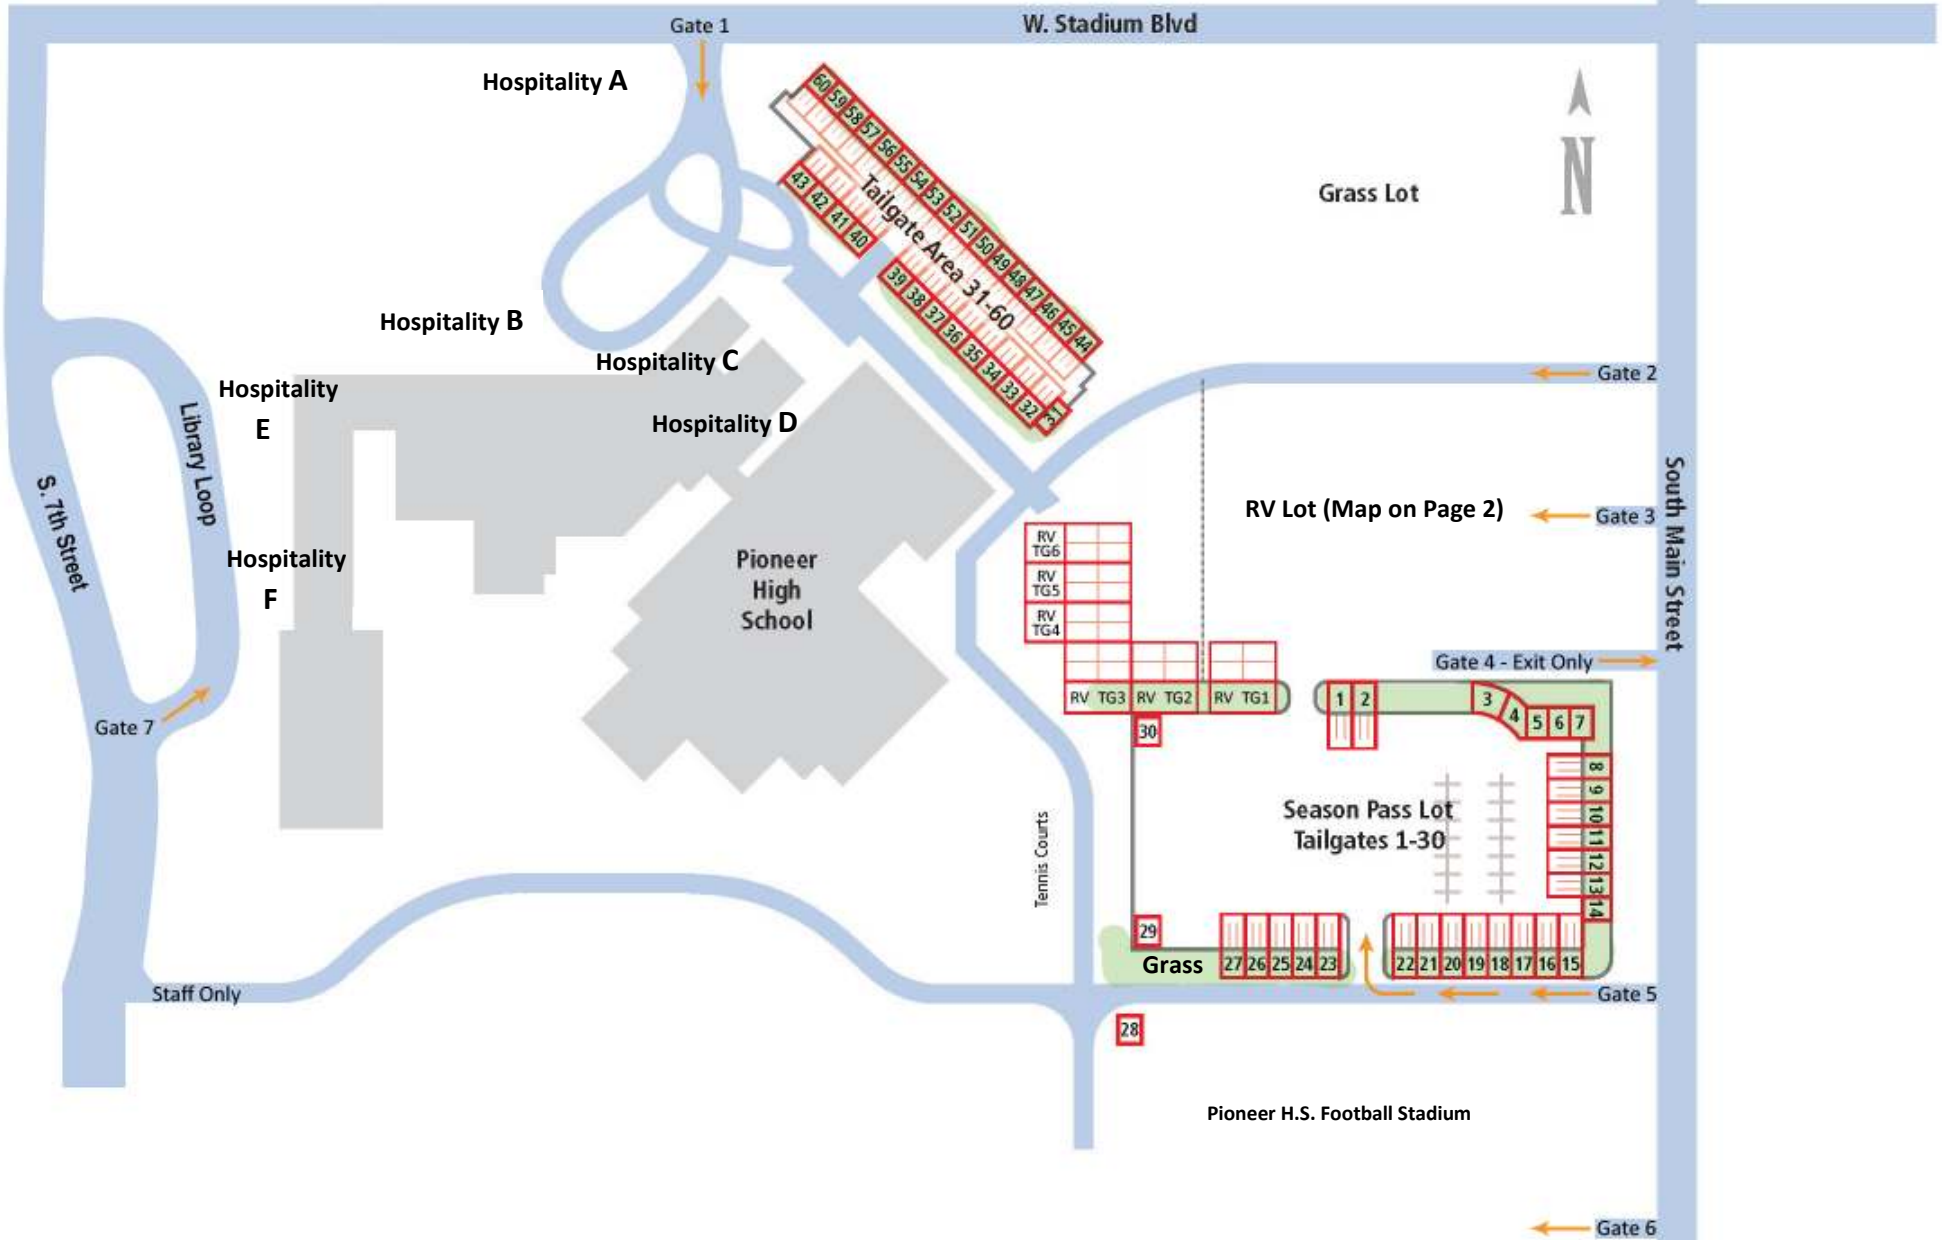 Gate 1
W. Stadium Blvd
Hospitality A
60
59
58
57
56
55
54
53
52
51
50
49
48
47
46
45
44
43
42
41
40
Tailgate Area 31-60
39
38
37
36
35
34
33
32
31
Grass Lot
N
Hospitality B
Hospitality C
Hospitality D
Hospitality
E
Hospitality
F
Library Loop
S. 7th Street
Gate 7
Pioneer
High
School
Gate 2
RV Lot (Map on Page 2)
Gate 3
South Main Street
Gate 4 - Exit Only
RV
TG6
RV
TG5
RV
TG4
RV TG3
RV TG2
RV TG1
30
1
2
3
4
5
6
7
8
9
10
11
12
13
14
Season Pass Lot
Tailgates 1-30
Tennis Courts
29
Grass
27
26
25
24
23
22
21
20
19
18
17
16
15
Staff Only
Gate 5
28
Pioneer H.S. Football Stadium
Gate 6